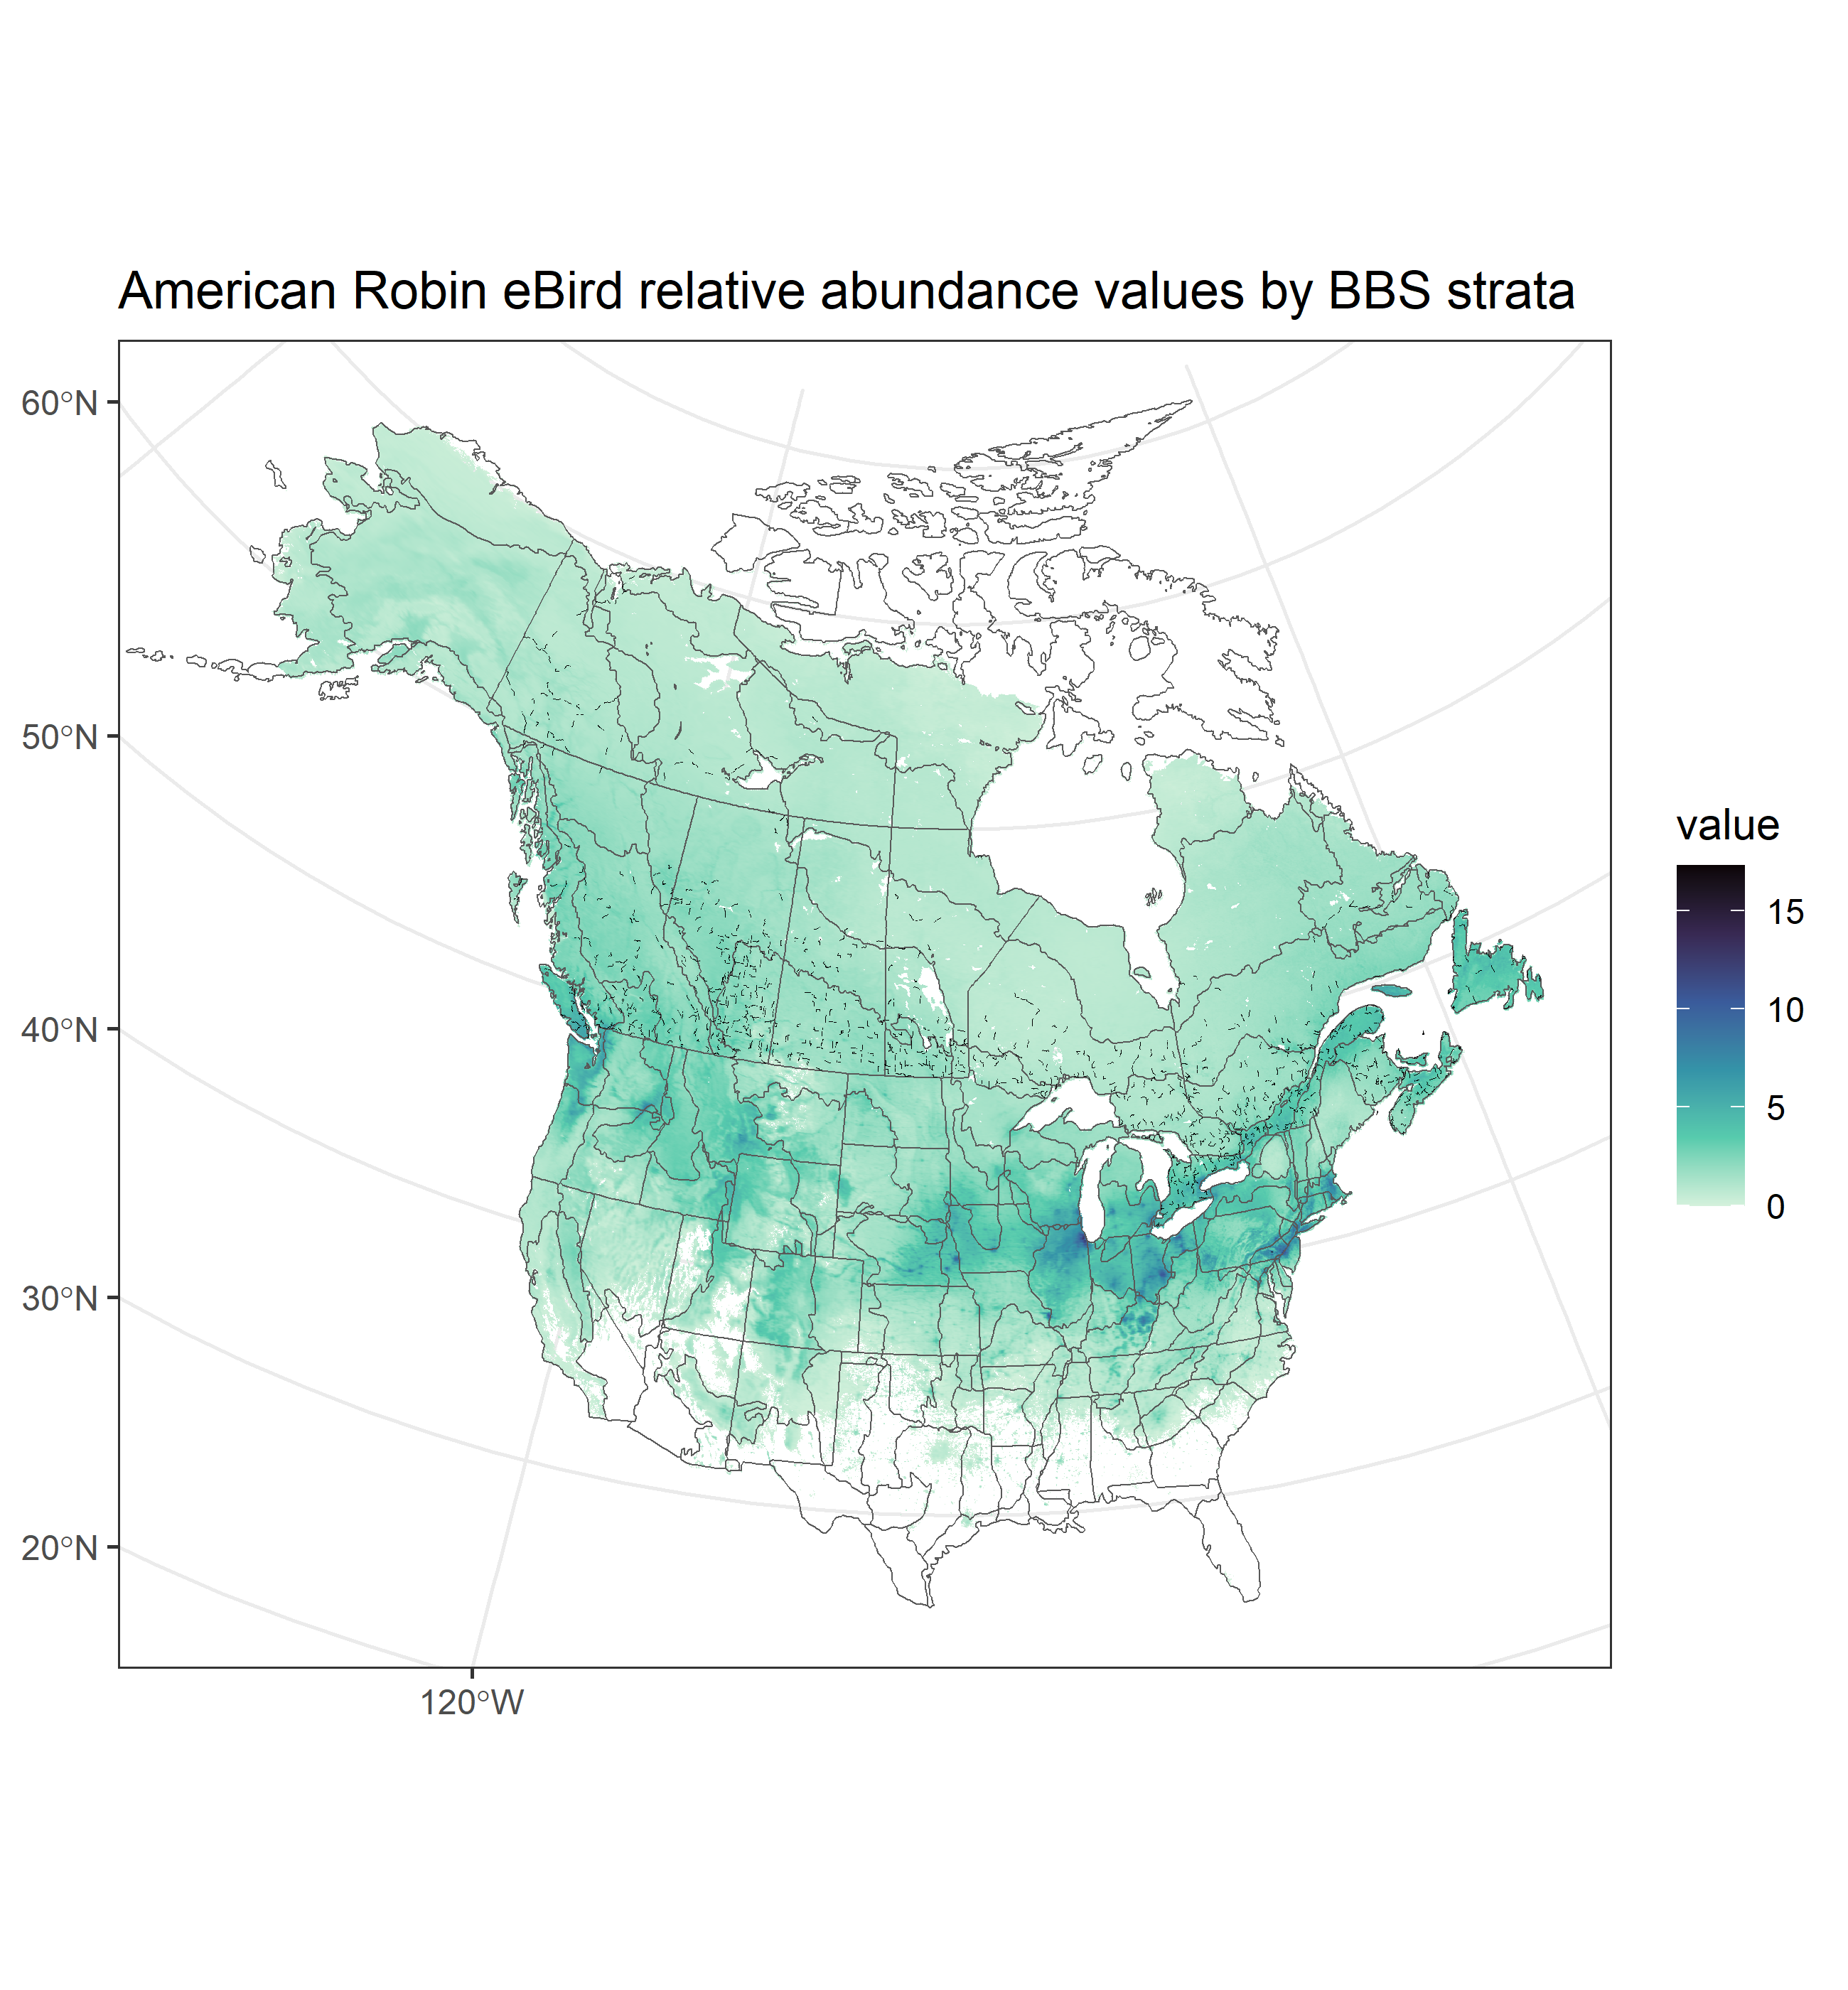 American Robin eBird relative abundance values by BBS strata
60°N
50°N
40°N
30°N
20°N
120°W
value
15
10
5
0